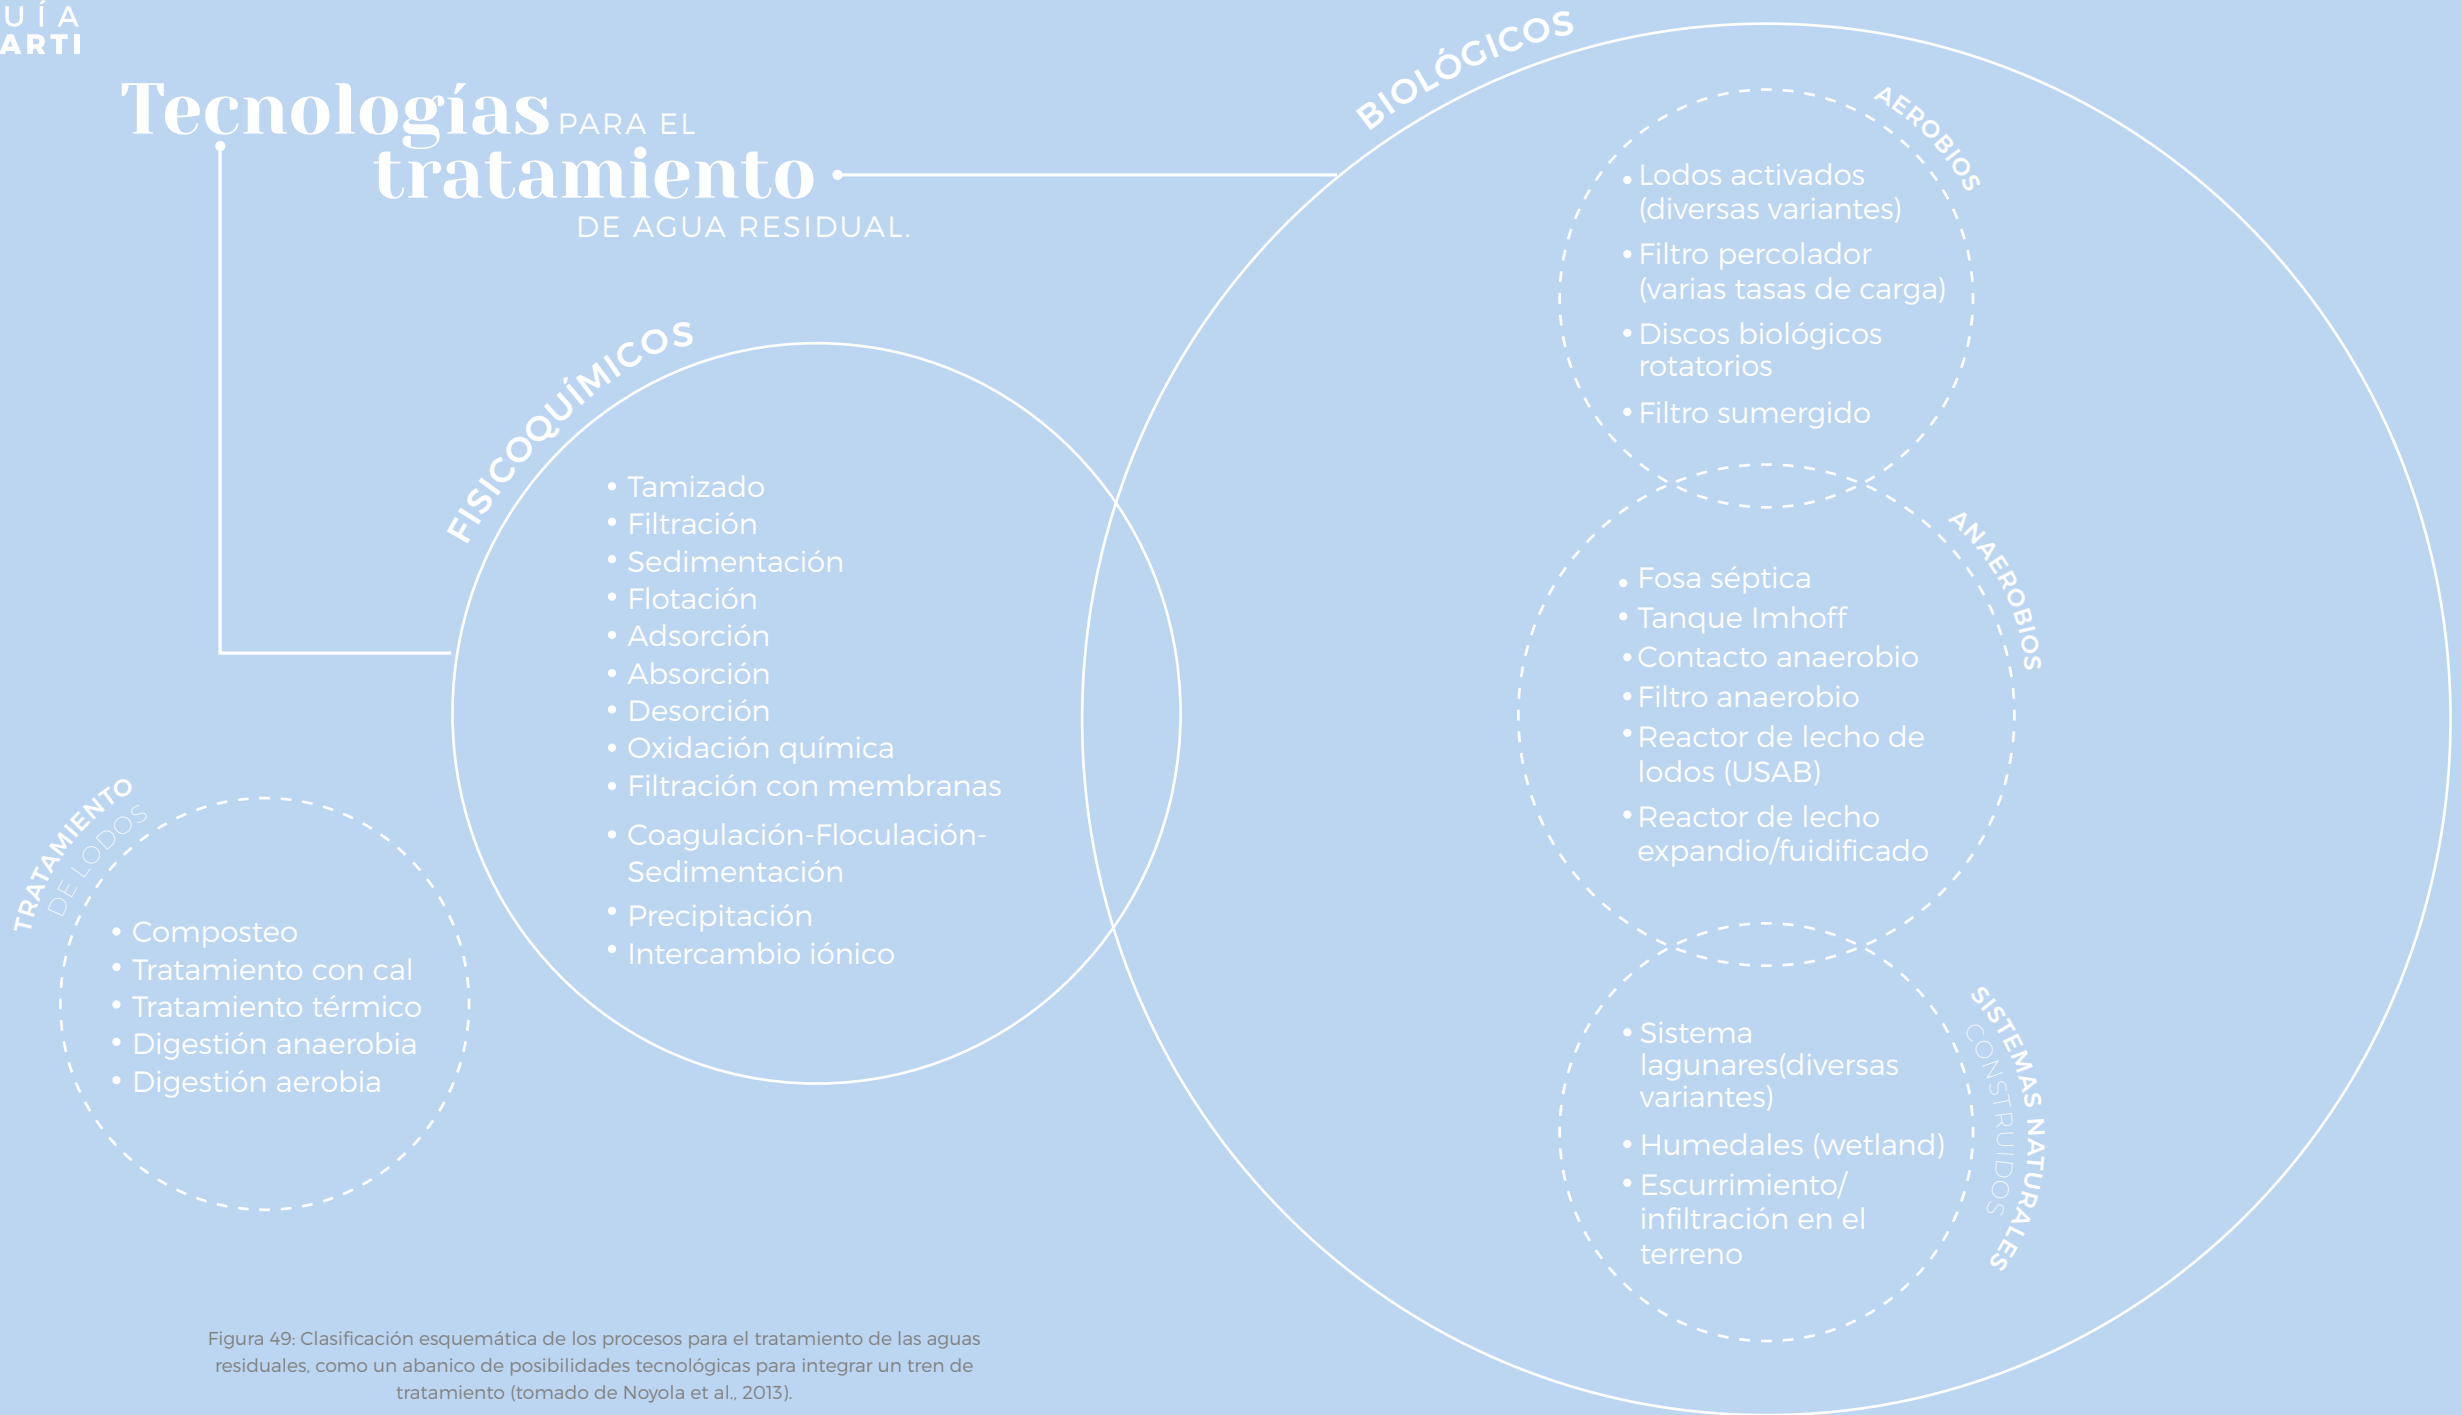 UÍA
ARTI
Tecnologías PARA EL
tratamiento
DE AGUA RESIDUAL.
FISICOQUÍMICOS
• Tamizado
• Filtración
• Sedimentación
• Flotación
• Adsorción
• Absorción
• Desorción
• Oxidación química
• Filtración con membranas
• Coagulación-Floculación-
Sedimentación
• Precipitación
• Intercambio iónico
TRATAMIENTO
DE LODOS
• Composteo
• Tratamiento con cal
• Tratamiento térmico
• Digestión anaerobia
• Digestión aerobia
BIOLÓGICOS
AEROBIOS
• Lodos activados
(diversas variantes)
• Filtro percolador
(varias tasas de carga)
• Discos biológicos
rotatorios
• Filtro sumergido
ANAEROBIOS
• Fosa séptica
• Tanque Imhoff
• Contacto anaerobio
• Filtro anaerobio
• Reactor de lecho de
lodos (USAB)
• Reactor de lecho
expandio/fuidificado
SISTEMAS NATURALES
CONSTRUIDOS
• Sistema
lagunares(diversas
variantes)
• Humedales (wetland)
• Escurrimiento/
infiltración en el
terreno
Figura 49: Clasificación esquemática de los procesos para el tratamiento de las aguas
residuales, como un abanico de posibilidades tecnológicas para integrar un tren de
tratamiento (tomado de Noyola et al., 2013).